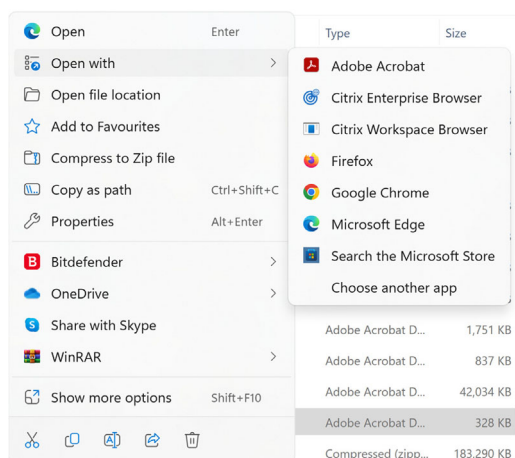 Open Enter
Open with
Open file location
Add to Favourites
Compress to Zip file
Copy as path Ctrl+Shift+C
Properties Alt+Enter
Bitdefender
OneDrive
Share with Skype
WinRAR
Show more options Shift+F10
Type Size
Adobe Acrobat
Citrix Enterprise Browser
Citrix Workspace Browser
Firefox
Google Chrome
Microsoft Edge
Search the Microsoft Store
Choose another app
Adobe Acrobat D... 1,751 KB
Adobe Acrobat D... 837 KB
Adobe Acrobat D... 42,034 KB
Adobe Acrobat D... 328 KB
Compressed (zipp... 183,290 KB